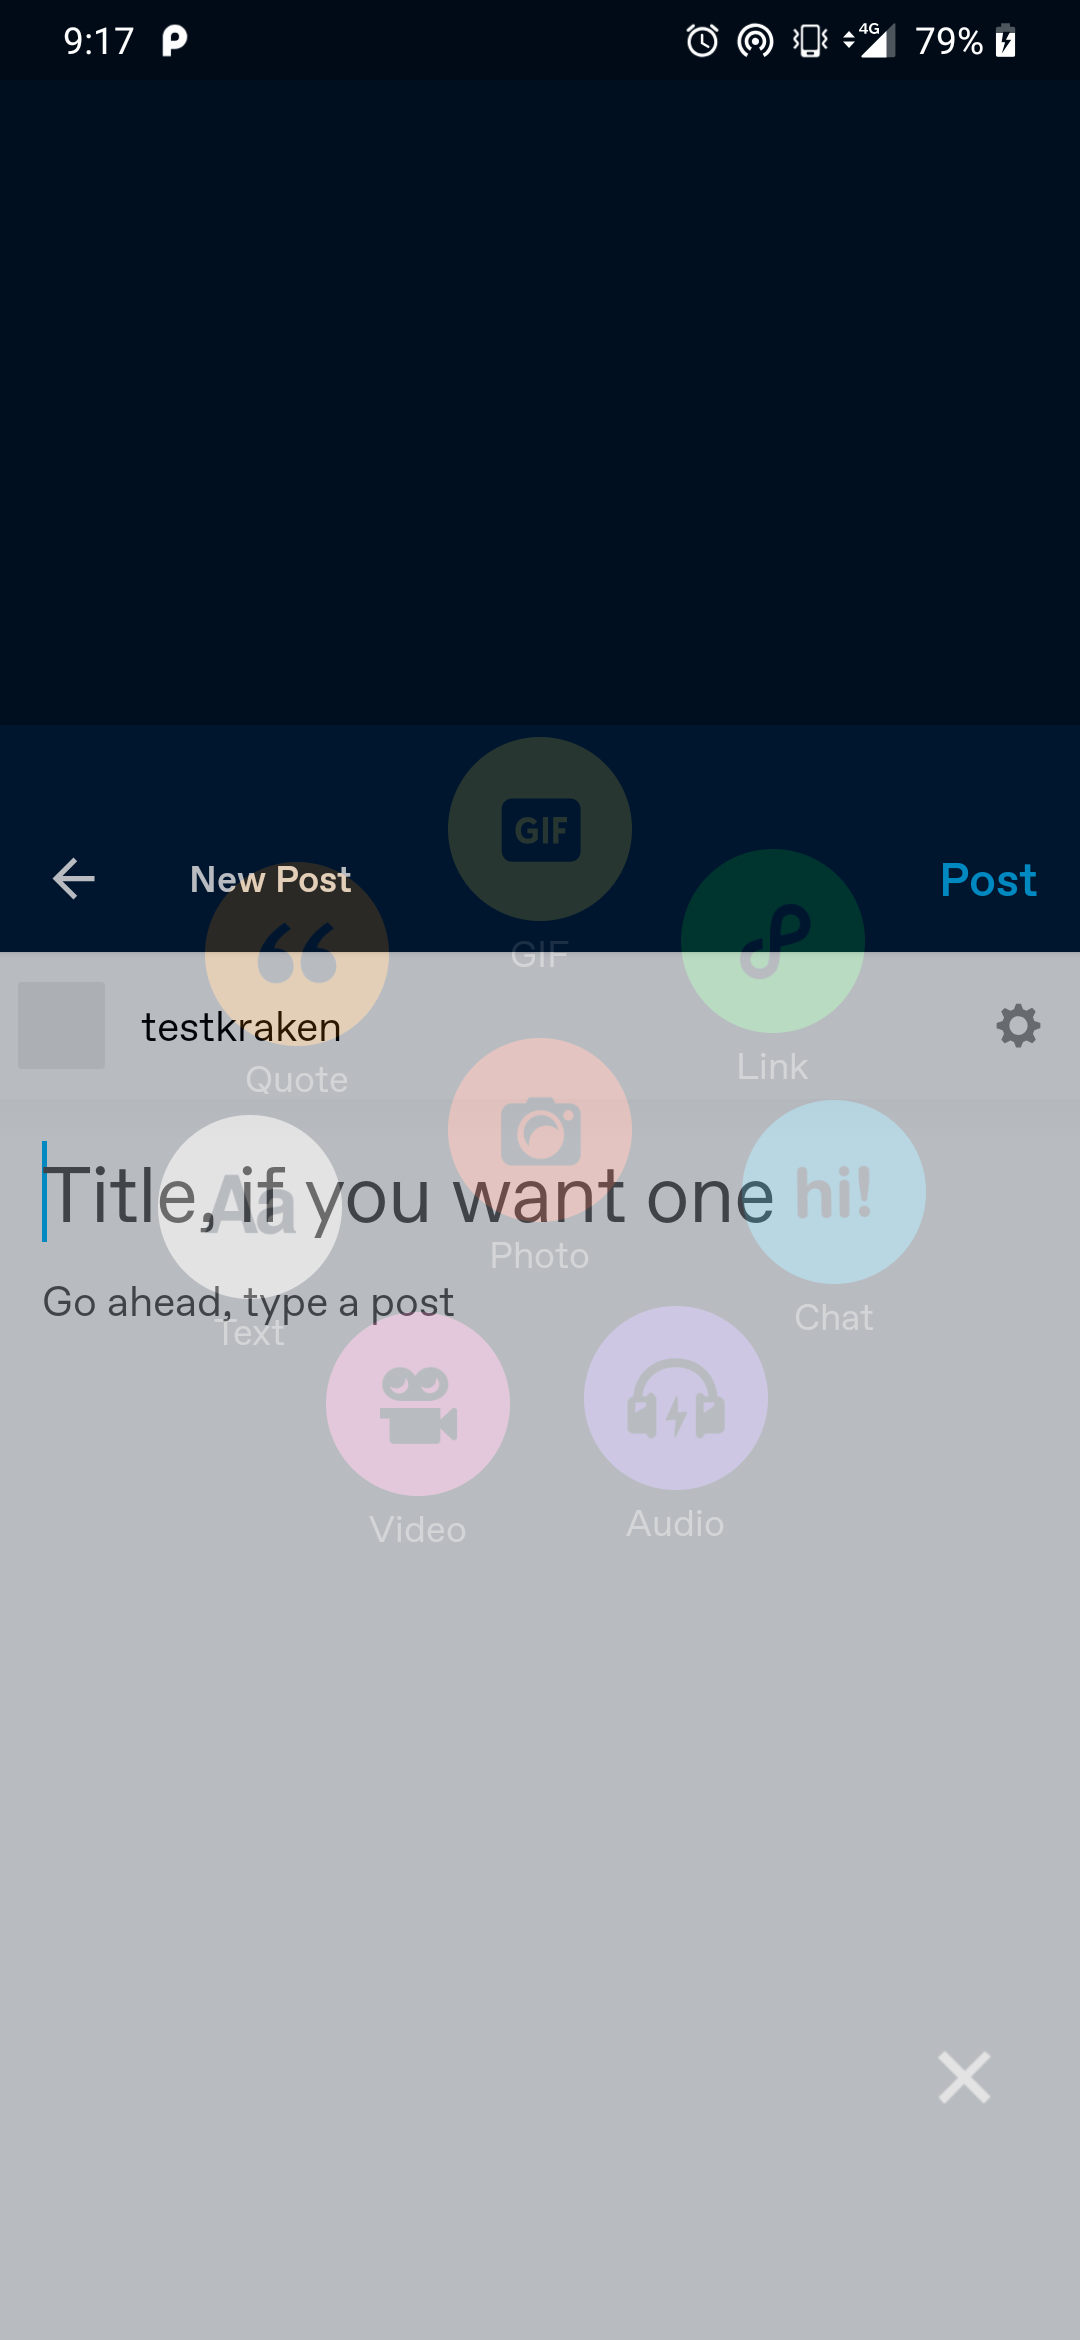 9:17
4G
79%
GIF
New Post
Post
GIF
testkraken
Link
Quote
hi!
Title, if you want one
Aa
Photo
Go ahead, type a post
Chat
Text
Audio
Video